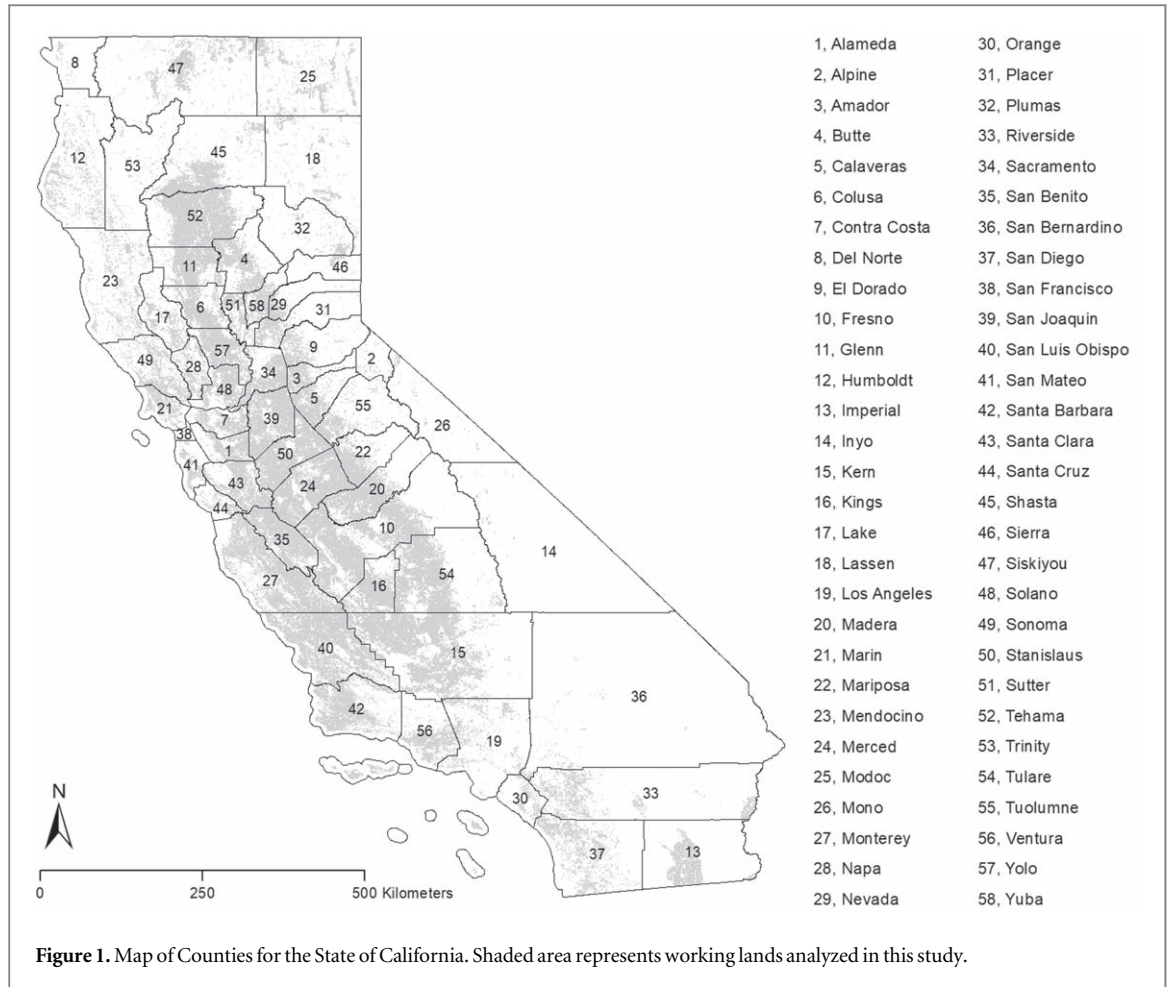 8
47
25
12
53
45
18
52
32
11
4
46
23
17
6
51
58
29
31
49
28
57
9
2
34
3
48
5
55
21
7
39
26
38
1
50
22
41
43
24
20
44
10
35
14
27
16
54
40
15
36
42
56
19
30
33
37
13
N
0 250 500 Kilometers
1, Alameda
2, Alpine
3, Amador
4, Butte
5, Calaveras
6, Colusa
7, Contra Costa
8, Del Norte
9, El Dorado
10, Fresno
11, Glenn
12, Humboldt
13, Imperial
14, Inyo
15, Kern
16, Kings
17, Lake
18, Lassen
19, Los Angeles
20, Madera
21, Marin
22, Mariposa
23, Mendocino
24, Merced
25, Modoc
26, Mono
27, Monterey
28, Napa
29, Nevada
30, Orange
31, Placer
32, Plumas
33, Riverside
34, Sacramento
35, San Benito
36, San Bernardino
37, San Diego
38, San Francisco
39, San Joaquin
40, San Luis Obispo
41, San Mateo
42, Santa Barbara
43, Santa Clara
44, Santa Cruz
45, Shasta
46, Sierra
47, Siskiyou
48, Solano
49, Sonoma
50, Stanislaus
51, Sutter
52, Tehama
53, Trinity
54, Tulare
55, Tuolumne
56, Ventura
57, Yolo
58, Yuba
Figure 1. Map of Counties for the State of California. Shaded area represents working lands analyzed in this study.